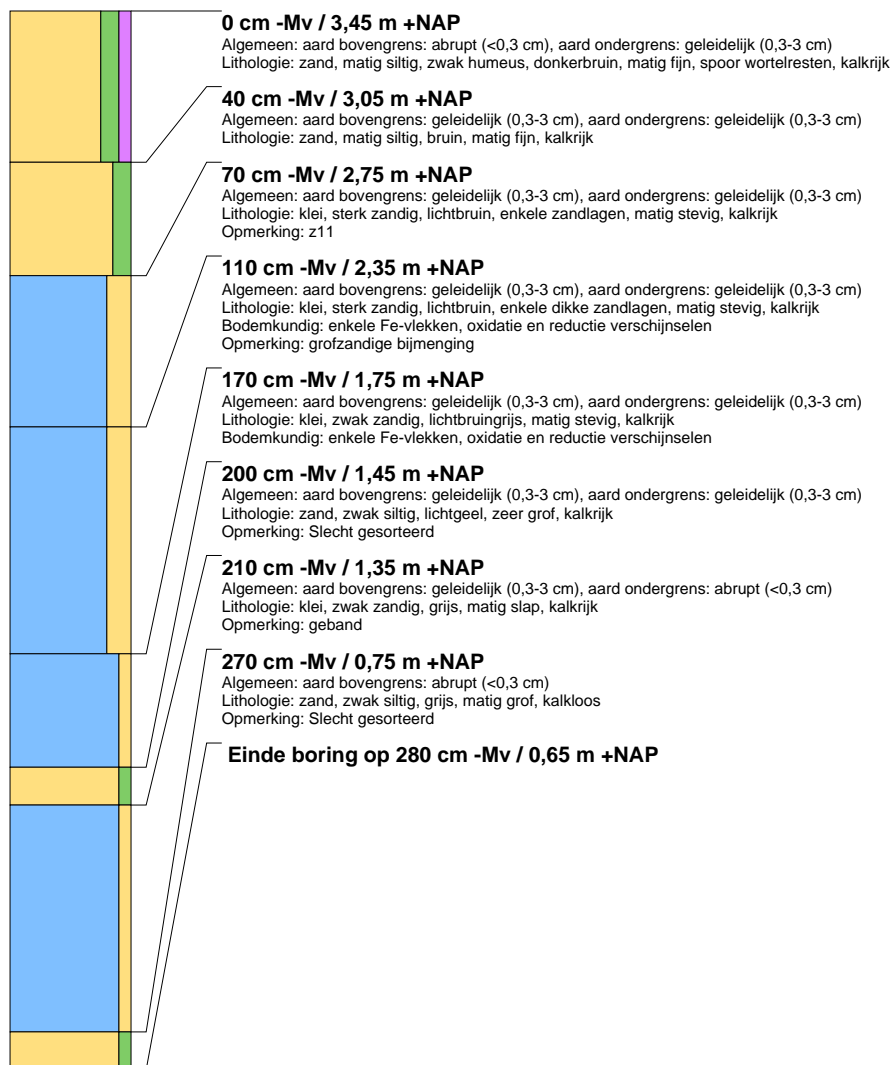 0 cm -Mv / 3,45 m +NAP
Algemeen: aard bovengrens: abrupt (<0,3 cm), aard ondergrens: geleidelijk (0,3-3 cm)
Lithologie: zand, matig siltig, zwak humeus, donkerbruin, matig fijn, spoor wortelresten, kalkrijk
40 cm -Mv / 3,05 m +NAP
Algemeen: aard bovengrens: geleidelijk (0,3-3 cm), aard ondergrens: geleidelijk (0,3-3 cm)
Lithologie: zand, matig siltig, bruin, matig fijn, kalkrijk
70 cm -Mv / 2,75 m +NAP
Algemeen: aard bovengrens: geleidelijk (0,3-3 cm), aard ondergrens: geleidelijk (0,3-3 cm)
Lithologie: klei, sterk zandig, lichtbruin, enkele zandlagen, matig stevig, kalkrijk
Opmerking: z11
110 cm -Mv / 2,35 m +NAP
Algemeen: aard bovengrens: geleidelijk (0,3-3 cm), aard ondergrens: geleidelijk (0,3-3 cm)
Lithologie: klei, sterk zandig, lichtbruin, enkele dikke zandlagen, matig stevig, kalkrijk
Bodemkundig: enkele Fe-vlekken, oxidatie en reductie verschijnselen
Opmerking: grofzandige bijmenging
170 cm -Mv / 1,75 m +NAP
Algemeen: aard bovengrens: geleidelijk (0,3-3 cm), aard ondergrens: geleidelijk (0,3-3 cm)
Lithologie: klei, zwak zandig, lichtbruingrijs, matig stevig, kalkrijk
Bodemkundig: enkele Fe-vlekken, oxidatie en reductie verschijnselen
200 cm -Mv / 1,45 m +NAP
Algemeen: aard bovengrens: geleidelijk (0,3-3 cm), aard ondergrens: geleidelijk (0,3-3 cm)
Lithologie: zand, zwak siltig, lichtgeel, zeer grof, kalkrijk
Opmerking: Slecht gesorteerd
210 cm -Mv / 1,35 m +NAP
Algemeen: aard bovengrens: geleidelijk (0,3-3 cm), aard ondergrens: abrupt (<0,3 cm)
Lithologie: klei, zwak zandig, grijs, matig slap, kalkrijk
Opmerking: geband
270 cm -Mv / 0,75 m +NAP
Algemeen: aard bovengrens: abrupt (<0,3 cm)
Lithologie: zand, zwak siltig, grijs, matig grof, kalkloos
Opmerking: Slecht gesorteerd
Einde boring op 280 cm -Mv / 0,65 m +NAP